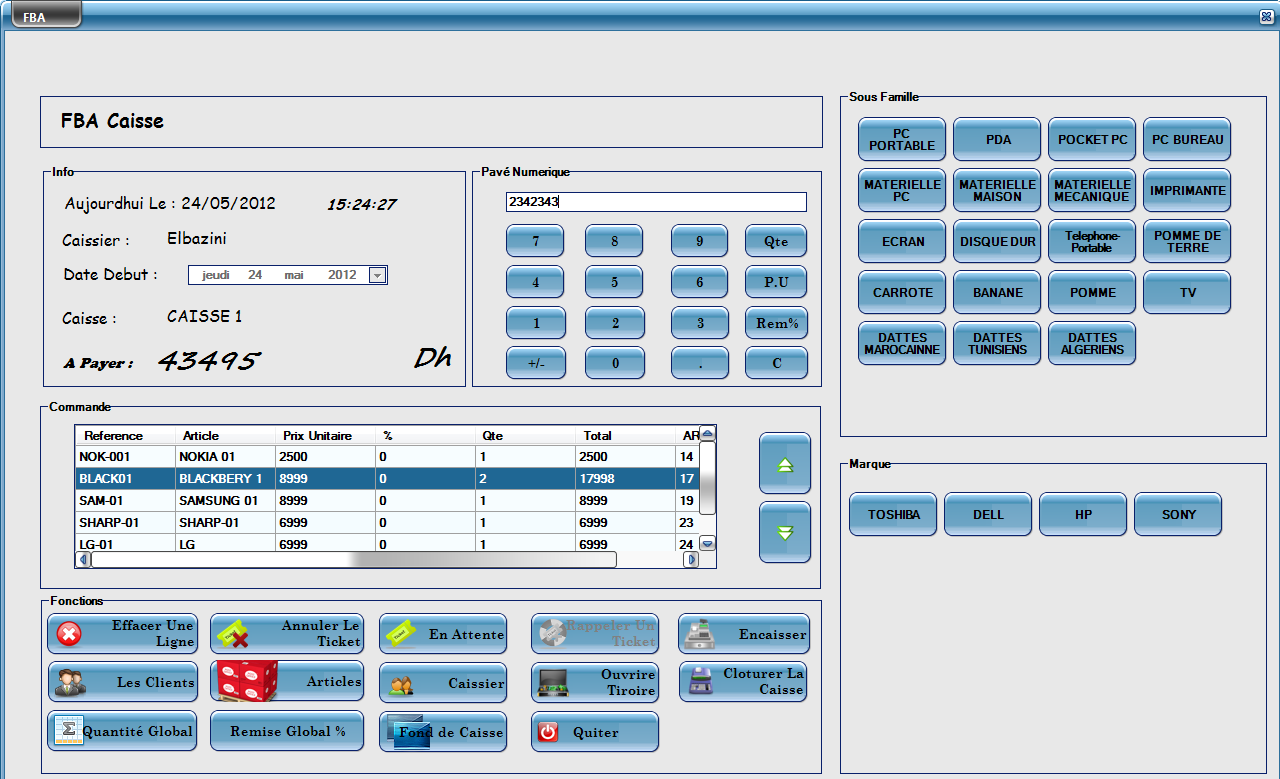 FBA
FBA Caisse
Info
Aujourdhui Le : 24/05/2012 15:24:27
Caissier : Elbazini
Date Debut : jeudi 24 mai 2012
Caisse : CAISSE 1
A Payer : 43495 Dh
Pavé Numerique
2342343
7 8 9 Qte
4 5 6 P.U
1 2 3 Rem%
+/- 0 . C
Commande
Reference Article Prix Unitaire % Qte Total AR
NOK-001 NOKIA 01 2500 0 1 2500 14
BLACK01 BLACKBERY 1 8999 0 2 17998 17
SAM-01 SAMSUNG 01 8999 0 1 8999 19
SHARP-01 SHARP-01 6999 0 1 6999 23
LG-01 LG 6999 0 1 6999 24
Fonctions
Effacer Une
Ligne
Annuler Le
Ticket
En Attente
Rappeler Un
Ticket
Encaisser
Les Clients
Articles
Caissier
Ouvrire
Tiroire
Cloturer La
Caisse
Quantité Global
Remise Global %
Fond de Caisse
Quiter
Sous Famille
PC
PORTABLE
PDA
POCKET PC
PC BUREAU
MATERIELLE
PC
MATERIELLE
MAISON
MATERIELLE
MECANIQUE
IMPRIMANTE
ECRAN
DISQUE DUR
Telephone-
Portable
POMME DE
TERRE
CARROTE
BANANE
POMME
TV
DATTES
MAROCAINNE
DATTES
TUNISIENS
DATTES
ALGERIENS
Marque
TOSHIBA
DELL
HP
SONY